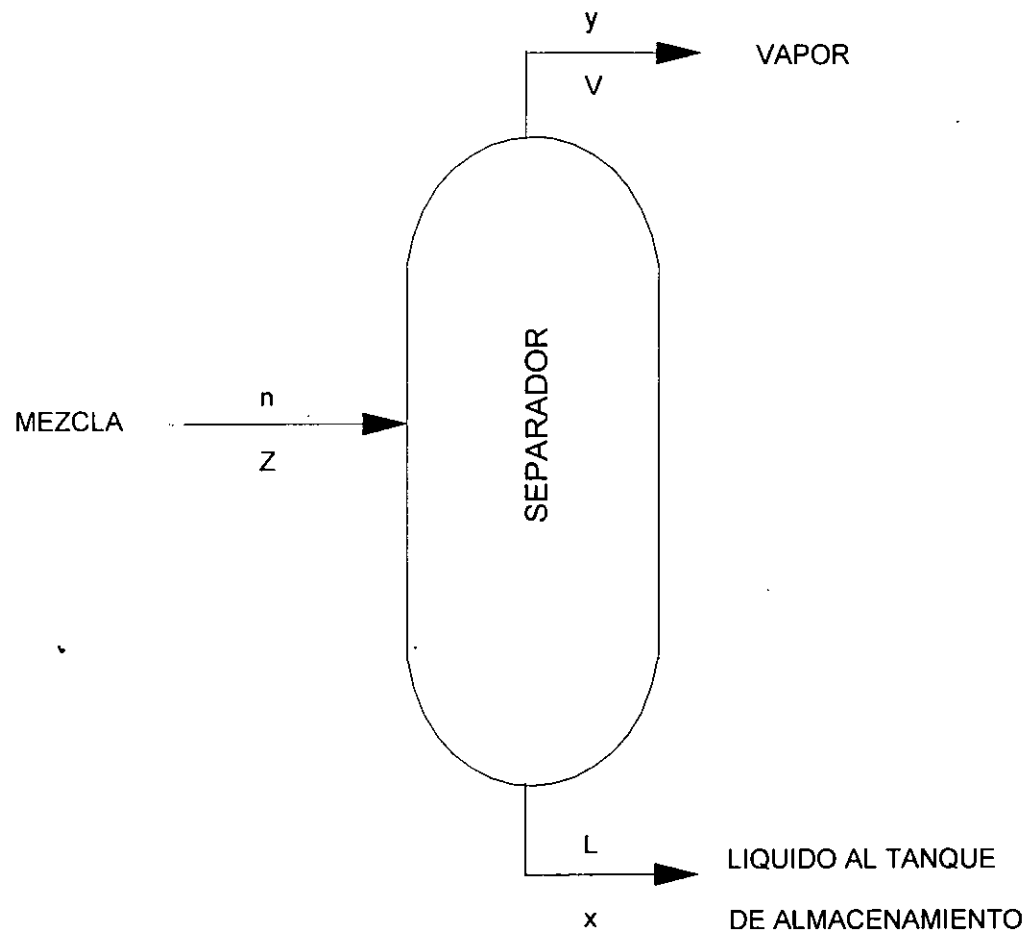 y
VAPOR
V
SEPARADOR
n
MEZCLA
Z
L
LIQUIDO AL TANQUE
x
DE ALMACENAMIENTO